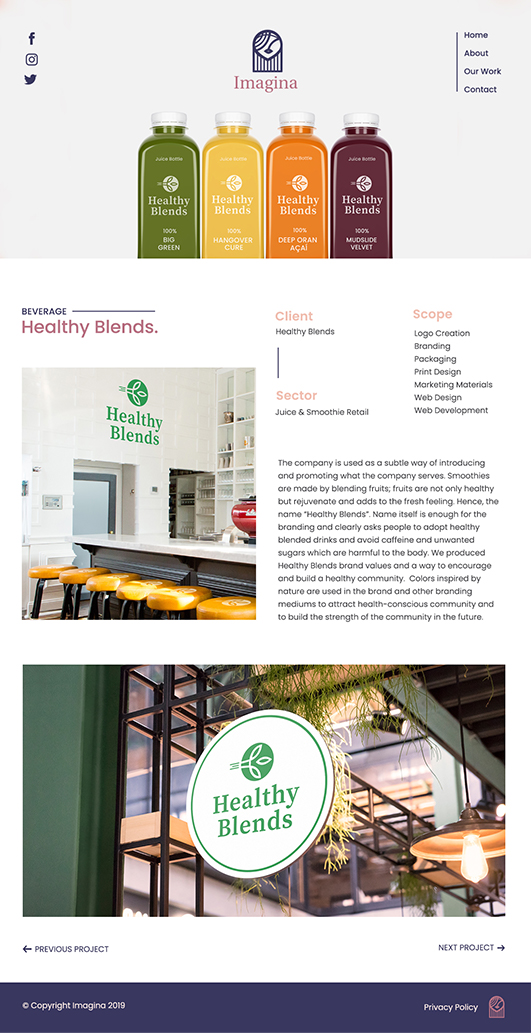 Home
About
Our Work
Contact
Imagina
Juice Bottle
Healthy
Blends
100%
BIG
GREEN
Juice Bottle
Healthy
Blends
100%
HANGOVER
CURE
Juice Bottle
Healthy
Blends
100%
DEEP ORAN
AÇAÍ
Juice Bottle
Healthy
Blends
100%
MUDSLIDE
VELVET
BEVERAGE
Healthy Blends.
Client
Healthy Blends
Sector
Juice & Smoothie Retail
Scope
Logo Creation
Branding
Packaging
Print Design
Marketing Materials
Web Design
Web Development
Healthy
Blends
The company is used as a subtle way of introducing
and promoting what the company serves. Smoothies
are made by blending fruits; fruits are not only healthy
but rejuvenate and adds to the fresh feeling. Hence, the
name “Healthy Blends”. Name itself is enough for the
branding and clearly asks people to adopt healthy
blended drinks and avoid caffeine and unwanted
sugars which are harmful to the body. We produced
Healthy Blends brand values and a way to encourage
and build a healthy community.  Colors inspired by
nature are used in the brand and other branding
mediums to attract health-conscious community and
to build the strength of the community in the future.
Healthy
Blends
PREVIOUS PROJECT
NEXT PROJECT
© Copyright Imagina 2019
Privacy Policy